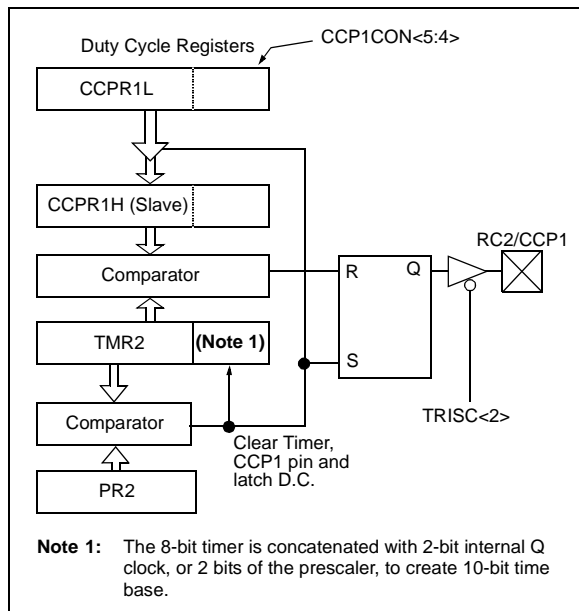 Duty Cycle Registers
CCP1CON<5:4>
CCPR1L
CCPR1H (Slave)
Comparator
TMR2
(Note 1)
Comparator
PR2
Clear Timer,
CCP1 pin and
latch D.C.
R
Q
S
RC2/CCP1
TRISC<2>
Note 1: The 8-bit timer is concatenated with 2-bit internal Q
clock, or 2 bits of the prescaler, to create 10-bit time
base.